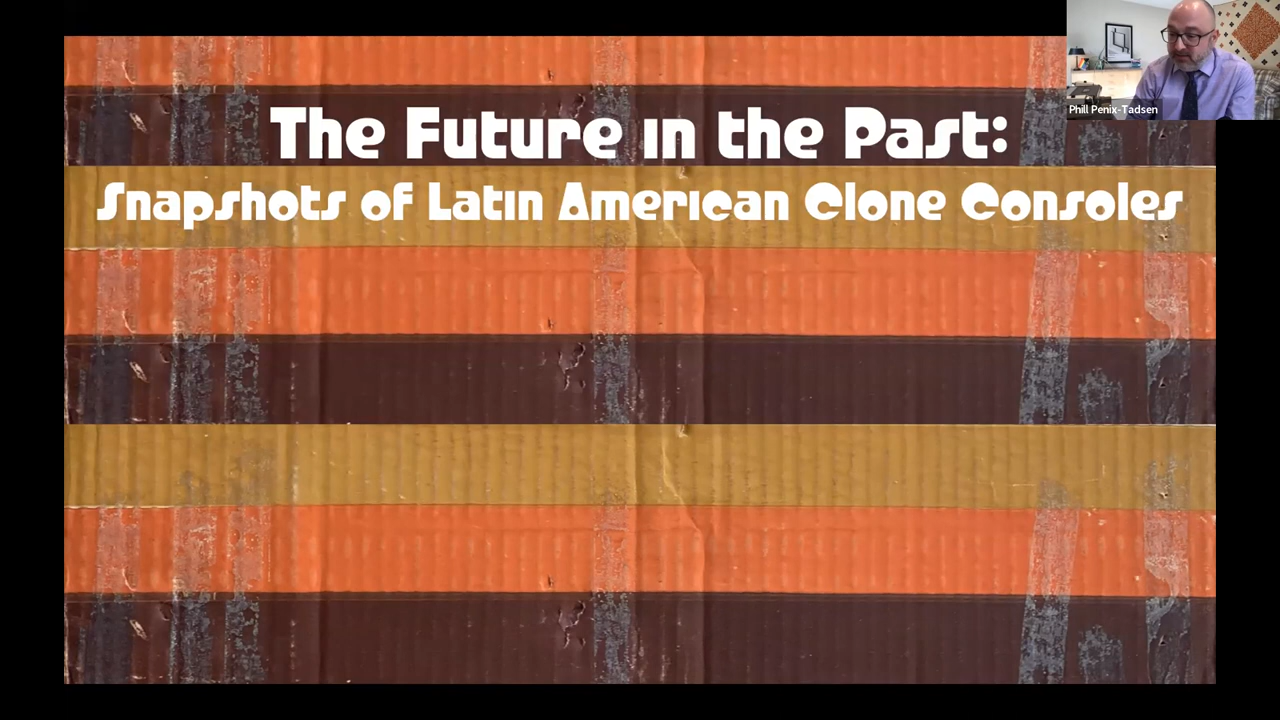 The Future in the Past:
Snapshots of Latin American Clone Consoles
Phill Penix-Tadsen